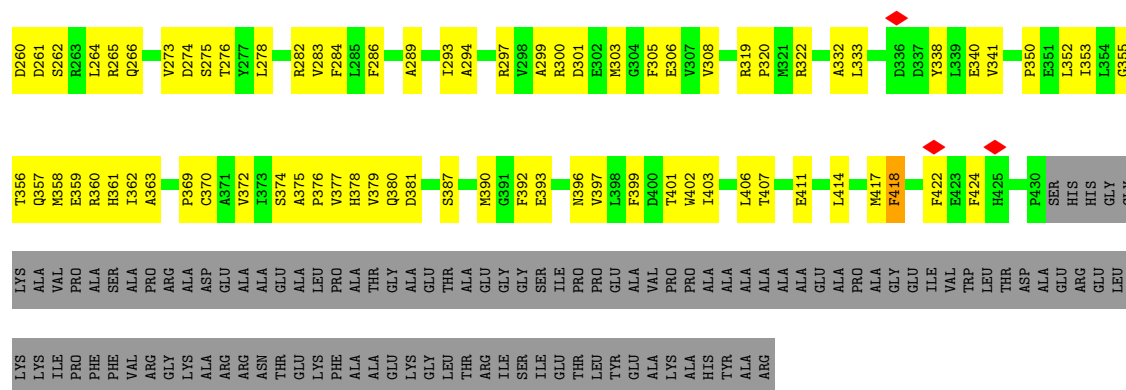 D260 D261 S262 R263 L264 R265 Q266 V273 D274 S275 T276 Y277 L278 R282 V283 F284 L285 F286 A289 I293 A294 R297 V298 A299 R300 D301 E302 M303 G304 F305 E306 V307 V308 R319 P320 M321 R322 A332 L333 D336 D337 Y338 L339 E340 V341 P350 E351 L352 I353 L354 G355
T356 Q357 M358 E359 R360 H361 I362 A363 P369 C370 A371 V372 I373 S374 A375 P376 V377 H378 V379 Q380 D381 S387 M390 G391 F392 E393 N396 V397 L398 F399 D400 T401 W402 I403 L406 T407 E411 L414 M417 F418 F422 E423 F424 H425 P430 SER HIS HIS GLY
LYS ALA VAL PRO ALA SER ALA PRO ARG ALA ASP GLU ALA ALA GLU ALA LEU PRO ALA THR GLY ALA GLU THR ALA GLU GLY GLY SER ILE PRO PRO GLU ALA VAL PRO PRO ALA ALA ALA ALA ALA ALA GLU ALA PRO ALA GLY GLU ILE VAL TRP LEU THR ASP ALA GLU ARG GLU LEU
LYS LYS ILE PRO PHE PHE VAL ARG GLY LYS ALA ARG ARG ASN THR GLU LYS PHE ALA ALA GLU LYS GLY LEU THR ARG ILE SER ILE GLU THR LEU TYR GLU ALA LYS ALA HIS TYR ALA ARG